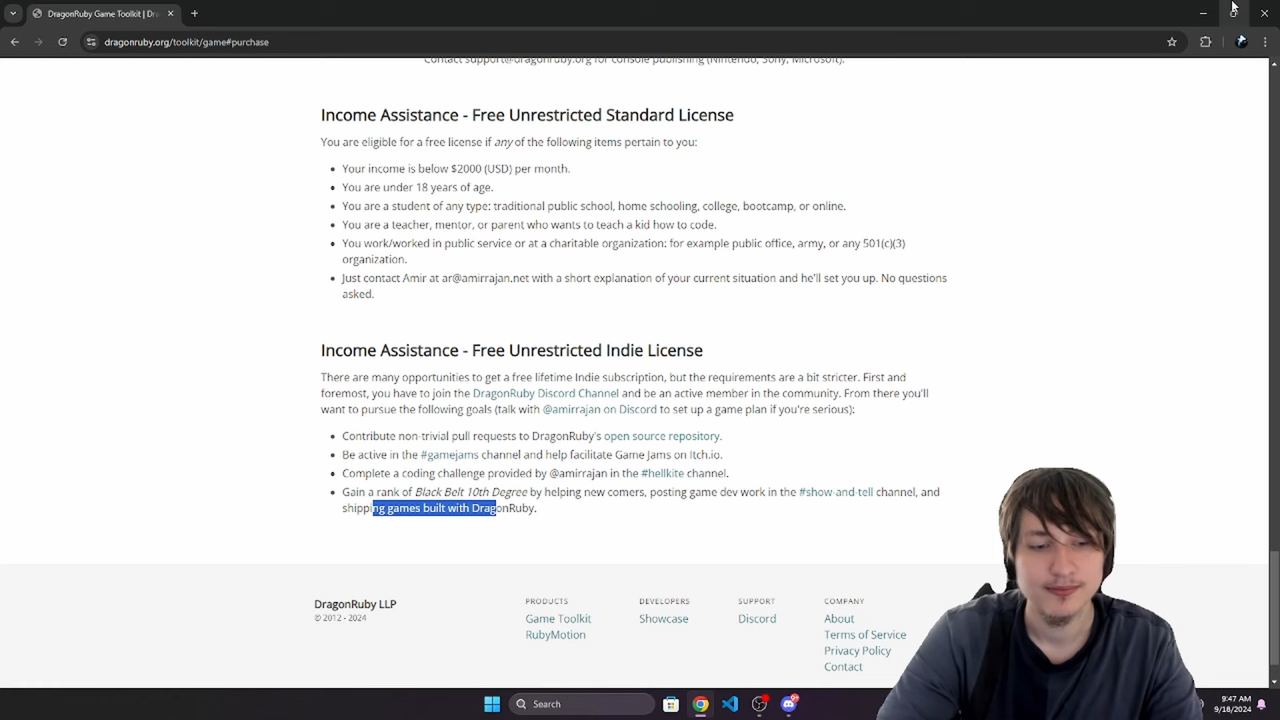 DragonRuby Game Toolkit | Dra
dragonruby.org/toolkit/game#purchase
Contact support@dragonruby.org for console publishing (Nintendo, Sony, Microsoft).
Income Assistance - Free Unrestricted Standard License
You are eligible for a free license if any of the following items pertain to you:
• Your income is below $2000 (USD) per month.
• You are under 18 years of age.
• You are a student of any type: traditional public school, home schooling, college, bootcamp, or online.
• You are a teacher, mentor, or parent who wants to teach a kid how to code.
• You work/worked in public service or at a charitable organization: for example public office, army, or any 501(c)(3)
organization.
• Just contact Amir at ar@amirrajan.net with a short explanation of your current situation and he'll set you up. No questions
asked.
Income Assistance - Free Unrestricted Indie License
There are many opportunities to get a free lifetime Indie subscription, but the requirements are a bit stricter. First and
foremost, you have to join the DragonRuby Discord Channel and be an active member in the community. From there you'll
want to pursue the following goals (talk with @amirrajan on Discord to set up a game plan if you're serious):
• Contribute non-trivial pull requests to DragonRuby's open source repository.
• Be active in the #gamejams channel and help facilitate Game Jams on Itch.io.
• Complete a coding challenge provided by @amirrajan in the #hellkite channel.
• Gain a rank of Black Belt 10th Degree by helping new comers, posting game dev work in the #show-and-tell channel, and
shipping games built with DragonRuby.
DragonRuby LLP
© 2012 - 2024
PRODUCTS
Game Toolkit
RubyMotion
DEVELOPERS
Showcase
SUPPORT
Discord
COMPANY
About
Terms of Service
Privacy Policy
Contact
Search
9:47 AM
9/18/2024